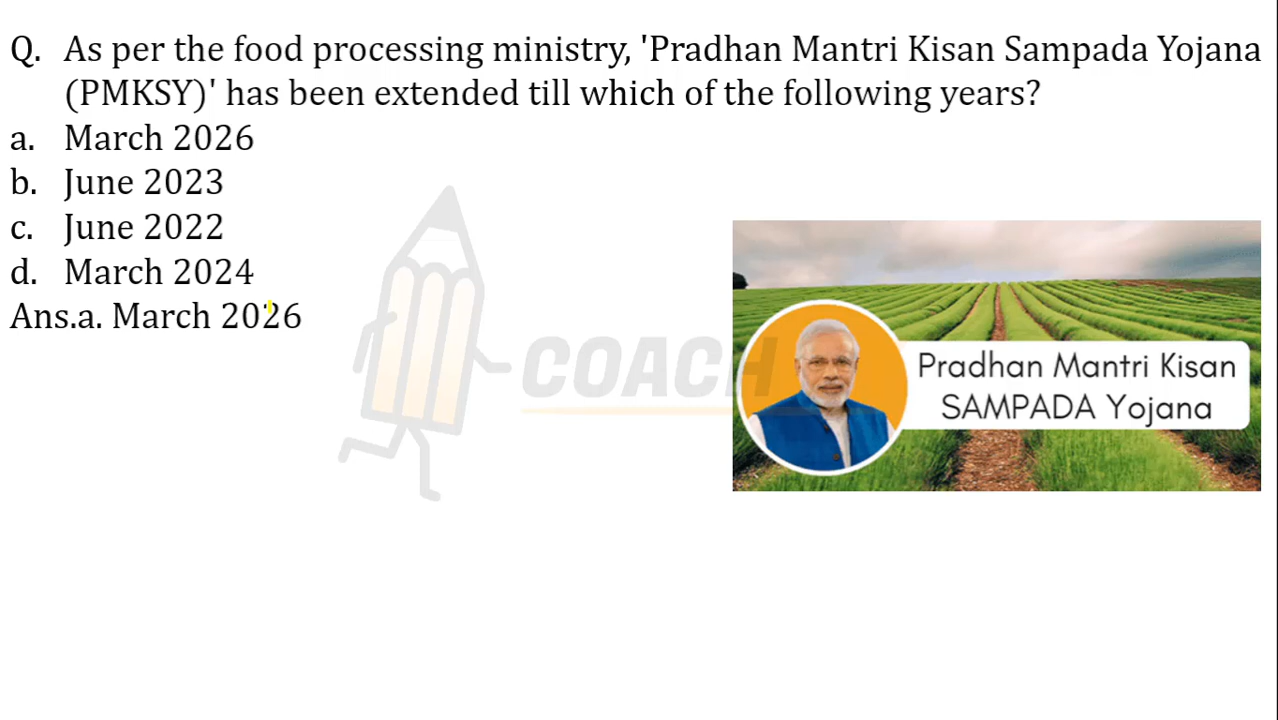 Q. As per the food processing ministry, 'Pradhan Mantri Kisan Sampada Yojana
(PMKSY)' has been extended till which of the following years?
a. March 2026
b. June 2023
c. June 2022
d. March 2024
Ans.a. March 2026
COACH
Pradhan Mantri Kisan
SAMPADA Yojana